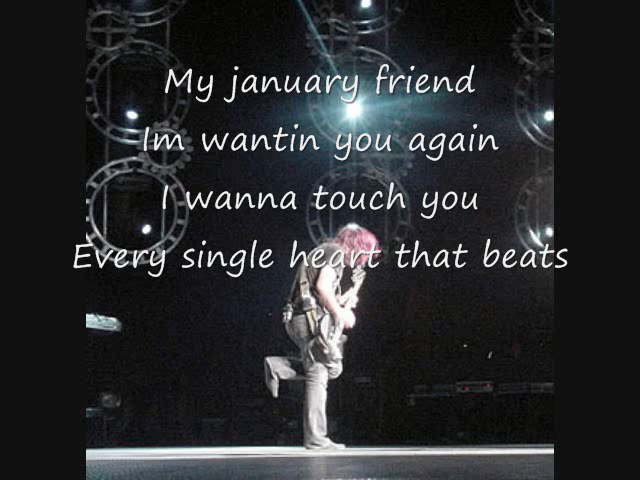 My january friend
Im wantin you again
I wanna touch you
Every single heart that beats